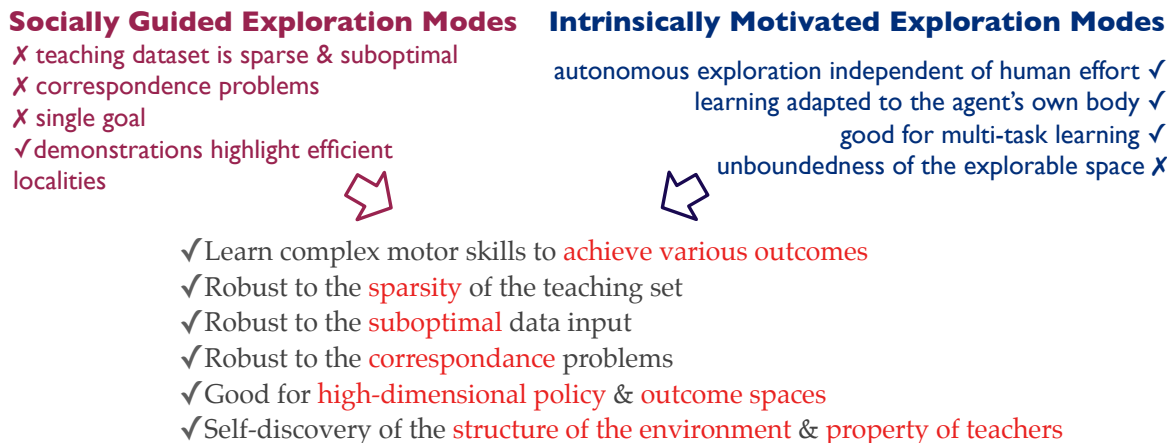 Socially Guided Exploration Modes
✗ teaching dataset is sparse & suboptimal
✗ correspondence problems
✗ single goal
✓demonstrations highlight efficient
localities
Intrinsically Motivated Exploration Modes
autonomous exploration independent of human effort ✓
learning adapted to the agent's own body ✓
good for multi-task learning ✓
unboundedness of the explorable space ✗
✓Learn complex motor skills to achieve various outcomes
✓Robust to the sparsity of the teaching set
✓Robust to the suboptimal data input
✓Robust to the correspondance problems
✓Good for high-dimensional policy & outcome spaces
✓Self-discovery of the structure of the environment & property of teachers